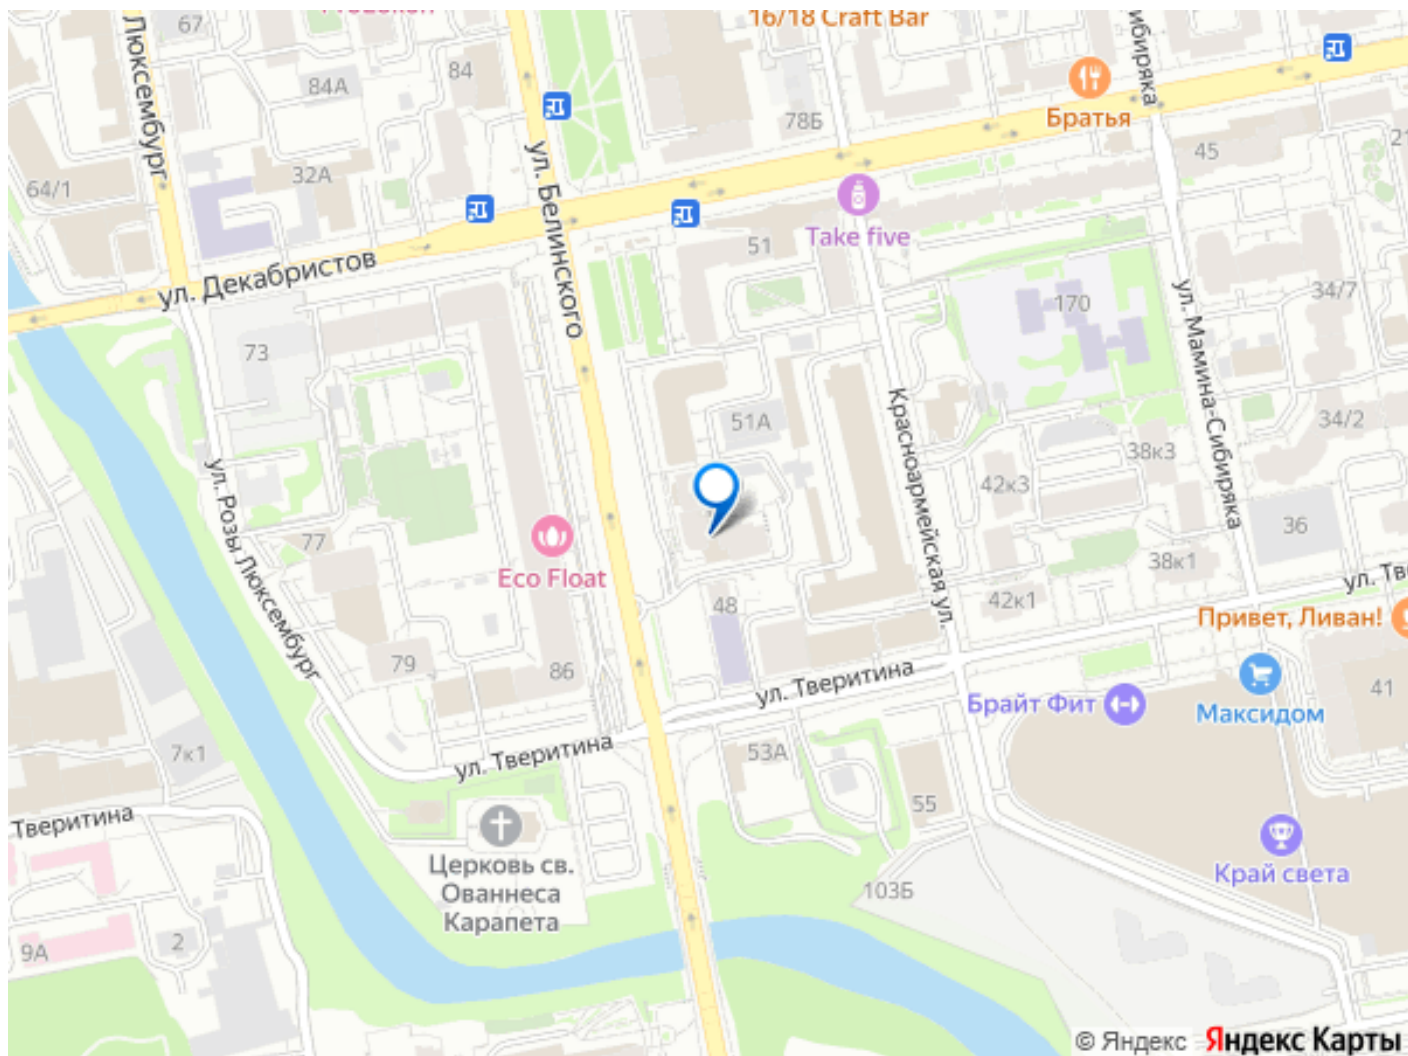 Люксембург
67
84А
84
16/18 Craft Bar
78Б
Братья
ибиряка
45
64/1
32А
ул. Белинского
Take five
51
ул. Декабристов
170
34/7
73
ул. Мамина-Сибиряка
51А
Красноармейская ул.
34/2
38к3
42к3
ул. Розы Люксембург
77
36
Eco Float
38к1
42к1
48
Привет, Ливан!
79
86
ул. Тверитина
Брайт Фит
Максидом
41
ул. Тверитина
7к1
53А
55
Тверитина
Церковь св.
Ованнеса
Карапета
Край света
103Б
2
9А
© Яндекс Яндекс Карты